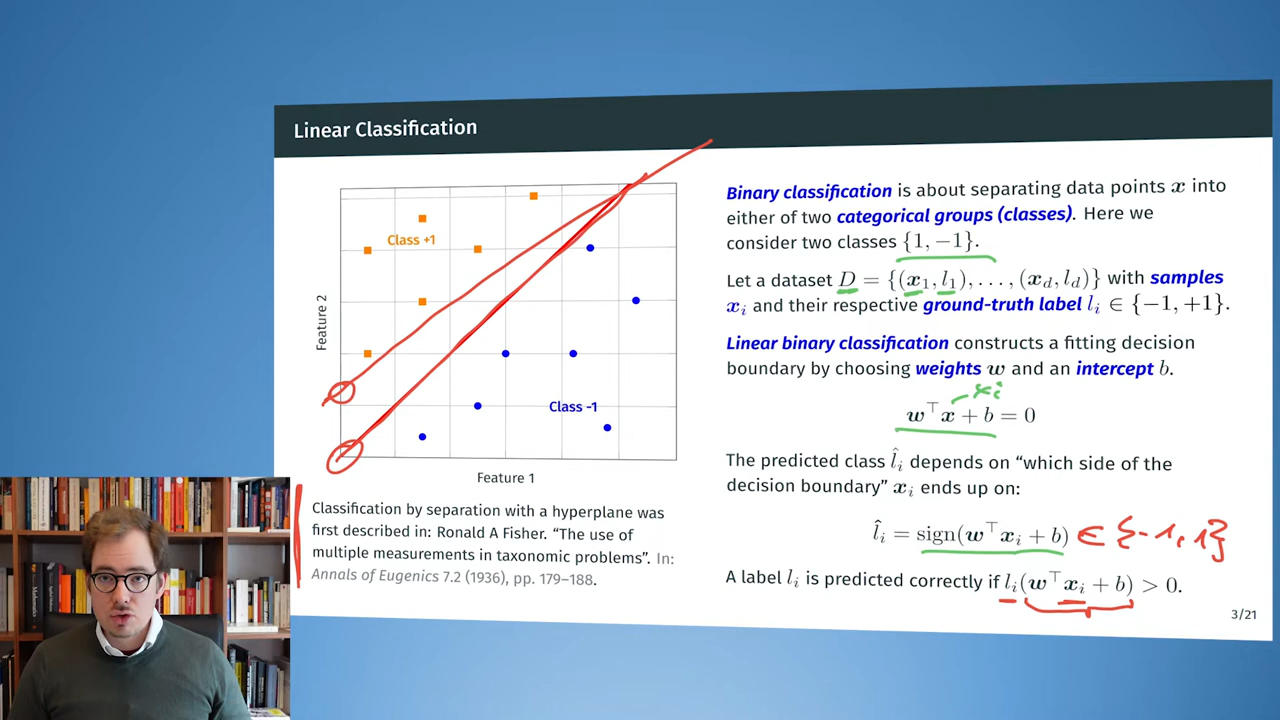 Linear Classification
Class +1
Class -1
Feature 2
Feature 1
Classification by separation with a hyperplane was
first described in: Ronald A Fisher. “The use of
multiple measurements in taxonomic problems”. In:
Annals of Eugenics 7.2 (1936), pp. 179–188.
Binary classification is about separating data points x into
either of two categorical groups (classes). Here we
consider two classes {1, −1}.
Let a dataset D = {(x₁, l₁), . . . , (x_d, l_d)} with samples
xᵢ and their respective ground-truth label lᵢ ∈ {−1, +1}.
Linear binary classification constructs a fitting decision
boundary by choosing weights w and an intercept b.
xᵢ
w⊤x + b = 0
The predicted class l̂ᵢ depends on “which side of the
decision boundary” xᵢ ends up on:
l̂ᵢ = sign(w⊤xᵢ + b) ∈ {-1, 1}
A label lᵢ is predicted correctly if lᵢ(w⊤xᵢ + b) > 0.
3/21